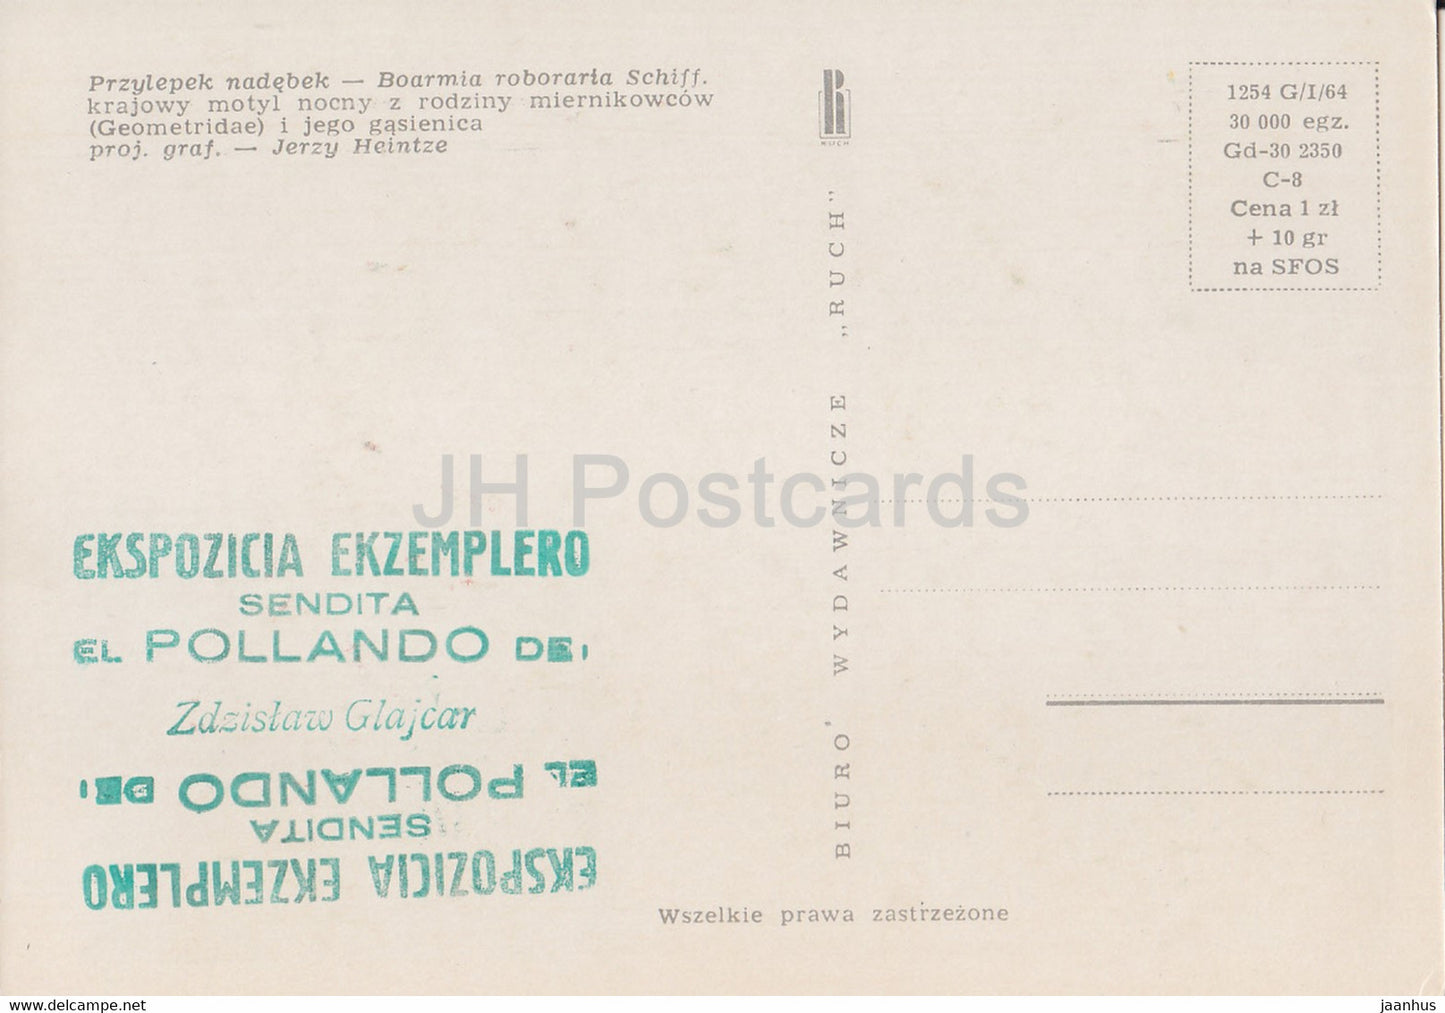 Przylepek nadębek — Boarmia roboraria Schiff.
krajowy motyl nocny z rodziny miernikowców
(Geometridae) i jego gąsienica
proj. graf. — Jerzy Heintze
RUCH
1254 G/I/64
30 000 egz.
Gd-30 2350
C-8
Cena 1 zł
+ 10 gr
na SFOS
BIURO WYDAWNICZE „RUCH"
JH Postcards
EKSPOZICIA EKZEMPLERO
SENDITA
EL POLLANDO DE:
Zdzisław Glajcar
EL POLLANDO DE:
SENDITA
EKSPOZICIA EKZEMPLERO
Wszelkie prawa zastrzeżone
www.delcampe.net
jaanhus